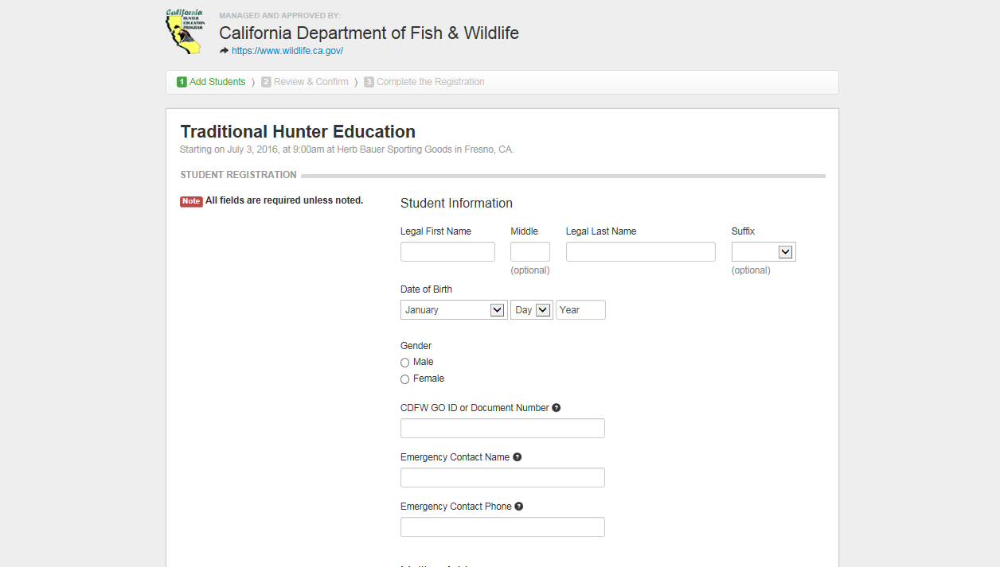 California
HUNTER
EDUCATION
PROGRAM
MANAGED AND APPROVED BY:
California Department of Fish & Wildlife
https://www.wildlife.ca.gov/
1 Add Students ) 2 Review & Confirm ) 3 Complete the Registration
Traditional Hunter Education
Starting on July 3, 2016, at 9:00am at Herb Bauer Sporting Goods in Fresno, CA.
STUDENT REGISTRATION
Note All fields are required unless noted.
Student Information
Legal First Name Middle Legal Last Name Suffix
(optional) (optional)
Date of Birth
January Day Year
Gender
Male
Female
CDFW GO ID or Document Number ?
Emergency Contact Name ?
Emergency Contact Phone ?